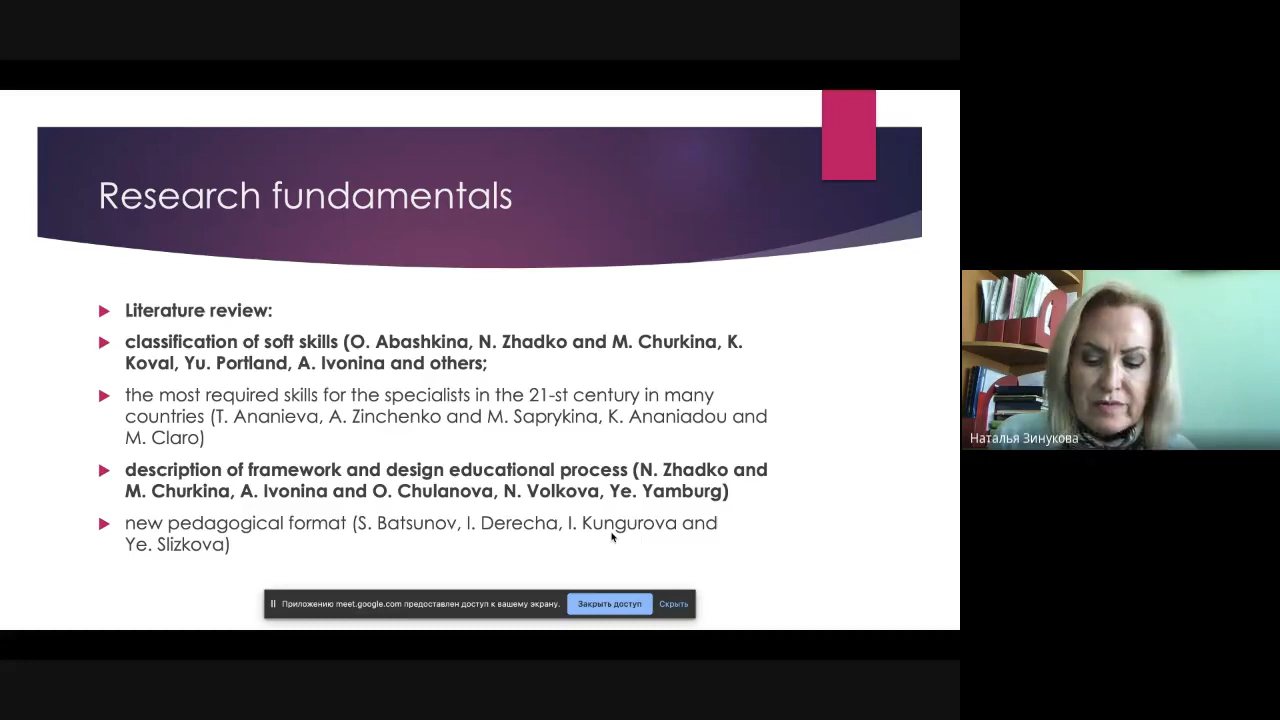 Research fundamentals
Literature review:
classification of soft skills (O. Abashkina, N. Zhadko and M. Churkina, K.
Koval, Yu. Portland, A. Ivonina and others;
the most required skills for the specialists in the 21-st century in many
countries (T. Ananieva, A. Zinchenko and M. Saprykina, K. Ananiadou and
M. Claro)
description of framework and design educational process (N. Zhadko and
M. Churkina, A. Ivonina and O. Chulanova, N. Volkova, Ye. Yamburg)
new pedagogical format (S. Batsunov, I. Derecha, I. Kungurova and
Ye. Slizkova)
Приложению meet.google.com предоставлен доступ к вашему экрану.
Закрыть доступ
Скрыть
Наталья Зинукова